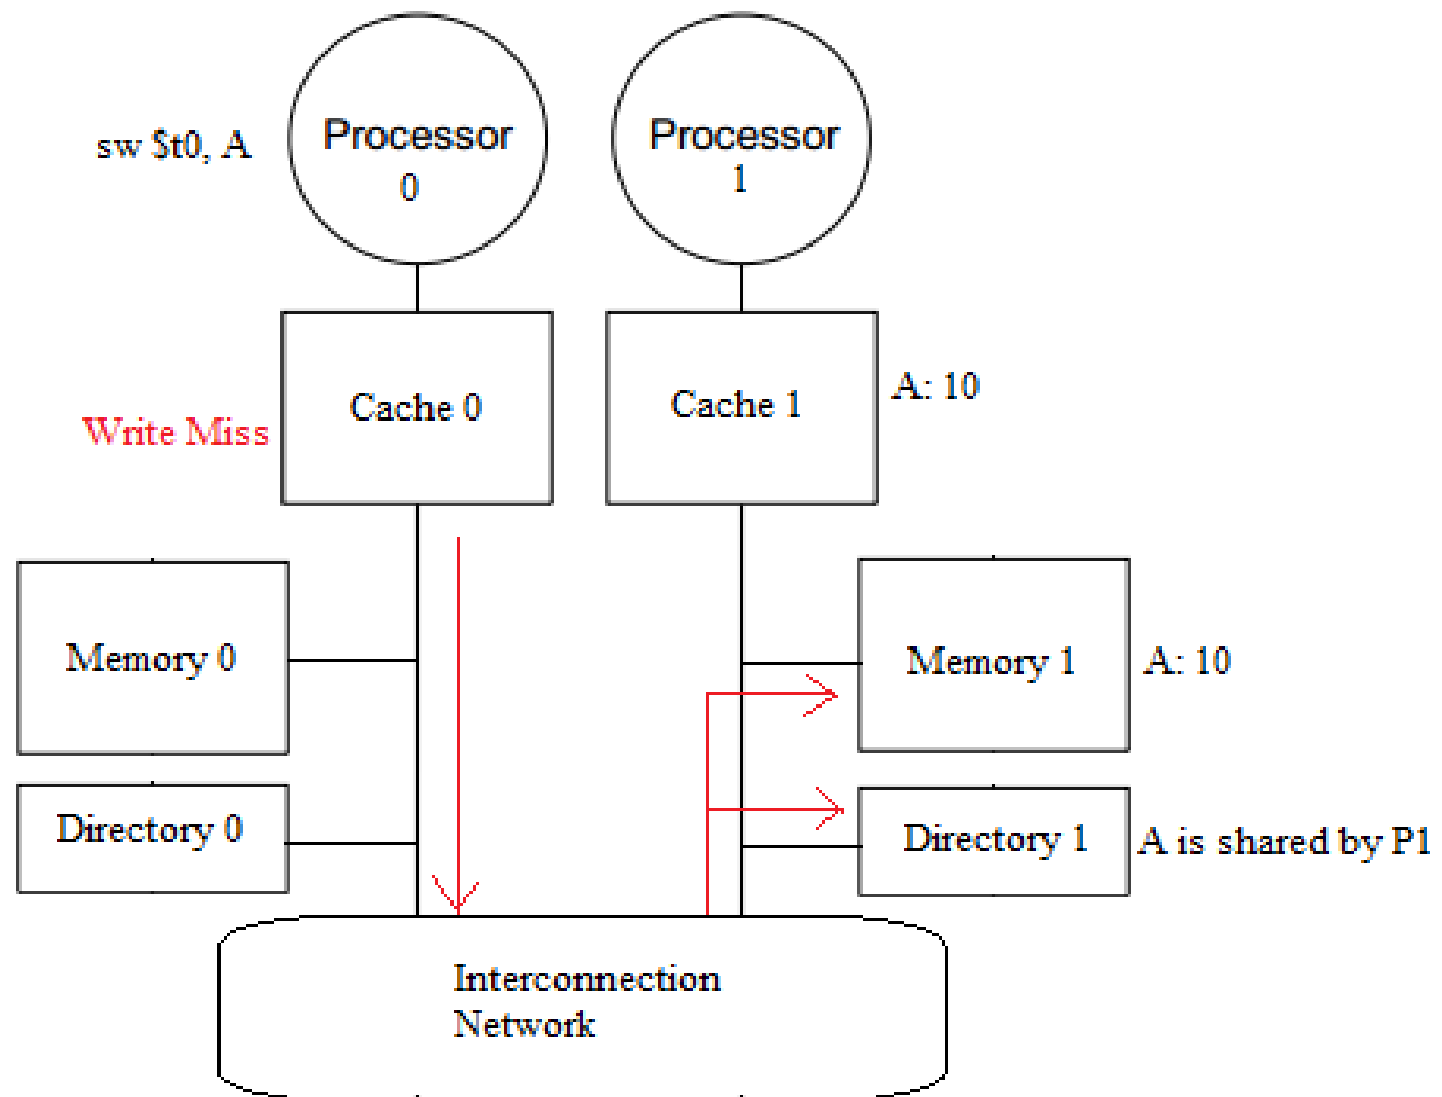 sw $t0, A
Processor
0
Processor
1
Write Miss
Cache 0
Cache 1
A: 10
Memory 0
Memory 1
A: 10
Directory 0
Directory 1
A is shared by P1
Interconnection
Network